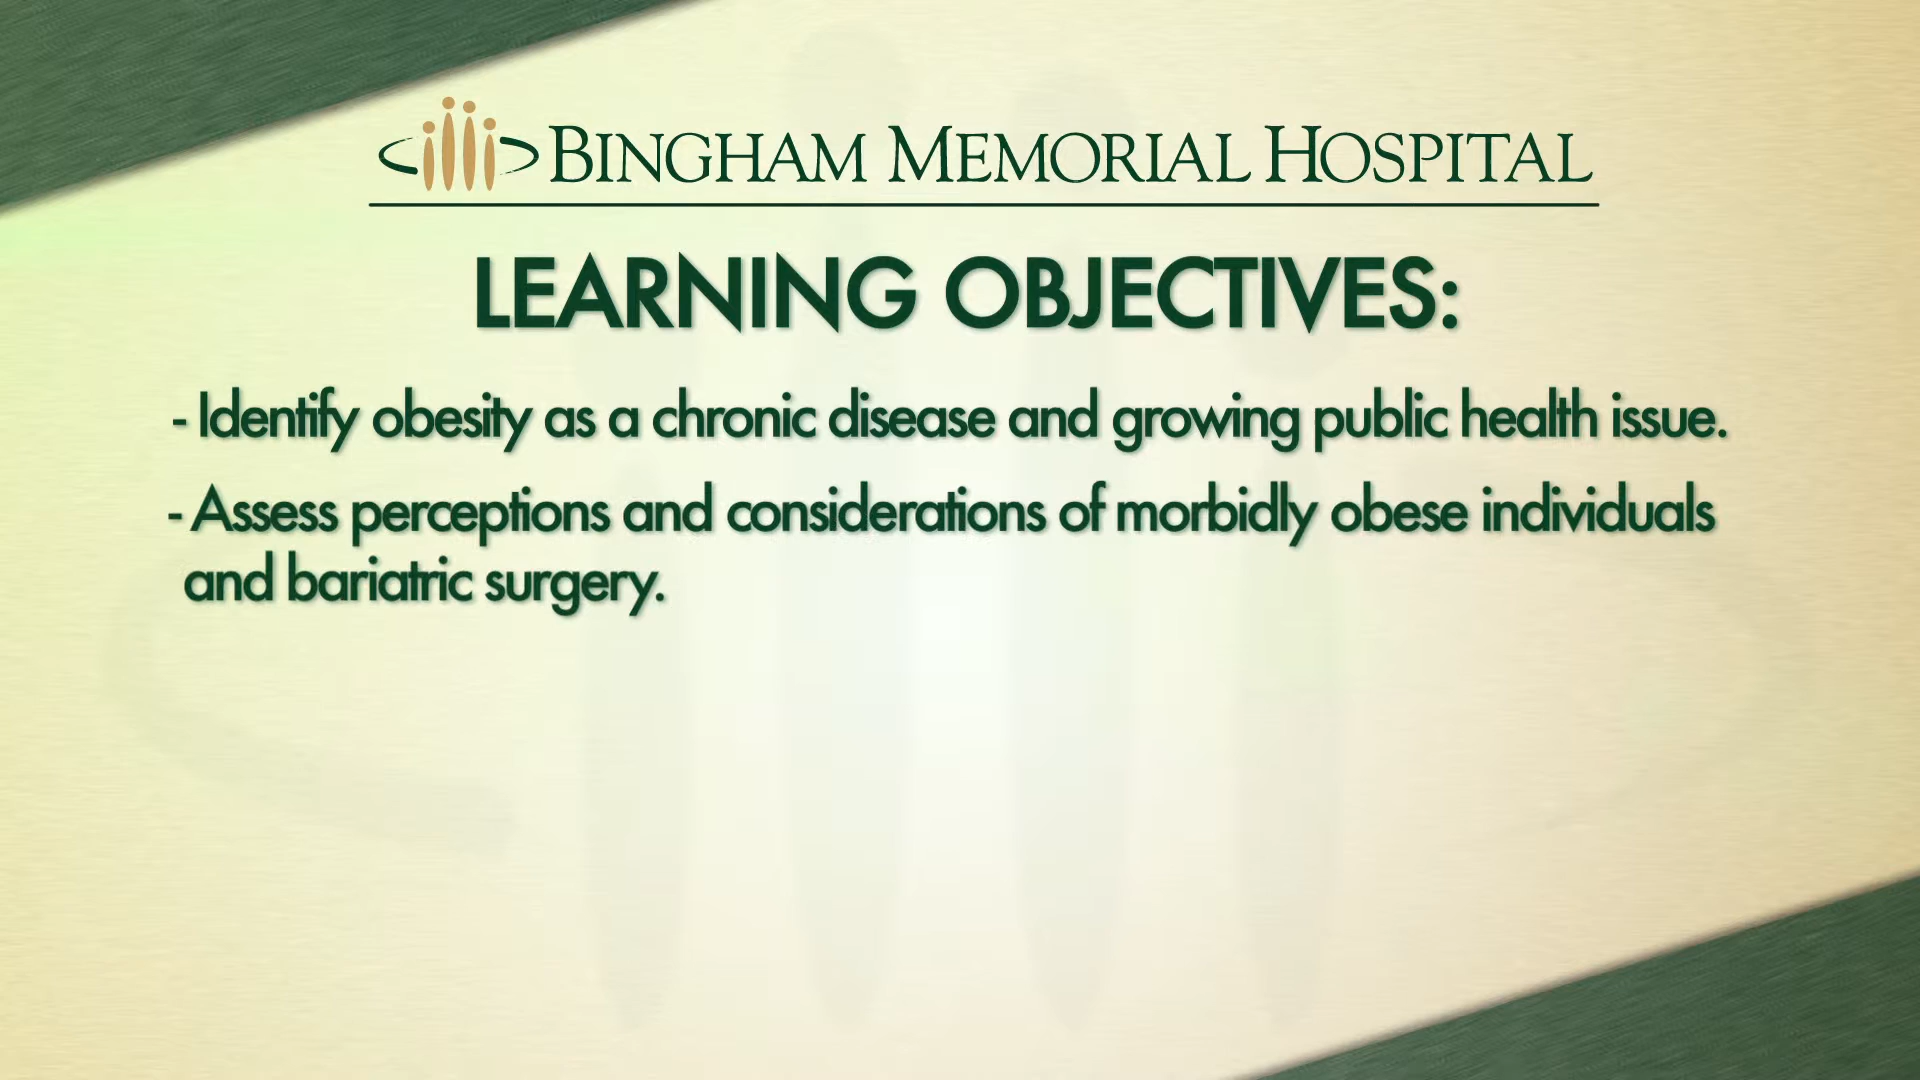 BINGHAM MEMORIAL HOSPITAL
LEARNING OBJECTIVES:
- Identify obesity as a chronic disease and growing public health issue.
- Assess perceptions and considerations of morbidly obese individuals
and bariatric surgery.